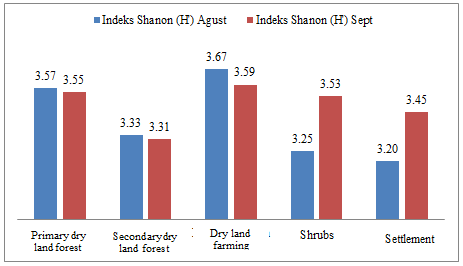 Indeks Shanon (H') Agust Indeks Shanon (H') Sept
3.57 3.55
3.33 3.31
3.67 3.59
3.25 3.53
3.20 3.45
Primary dry
land forest
Secondary dry
land forest
Dry land
farming
Shrubs
Settlement